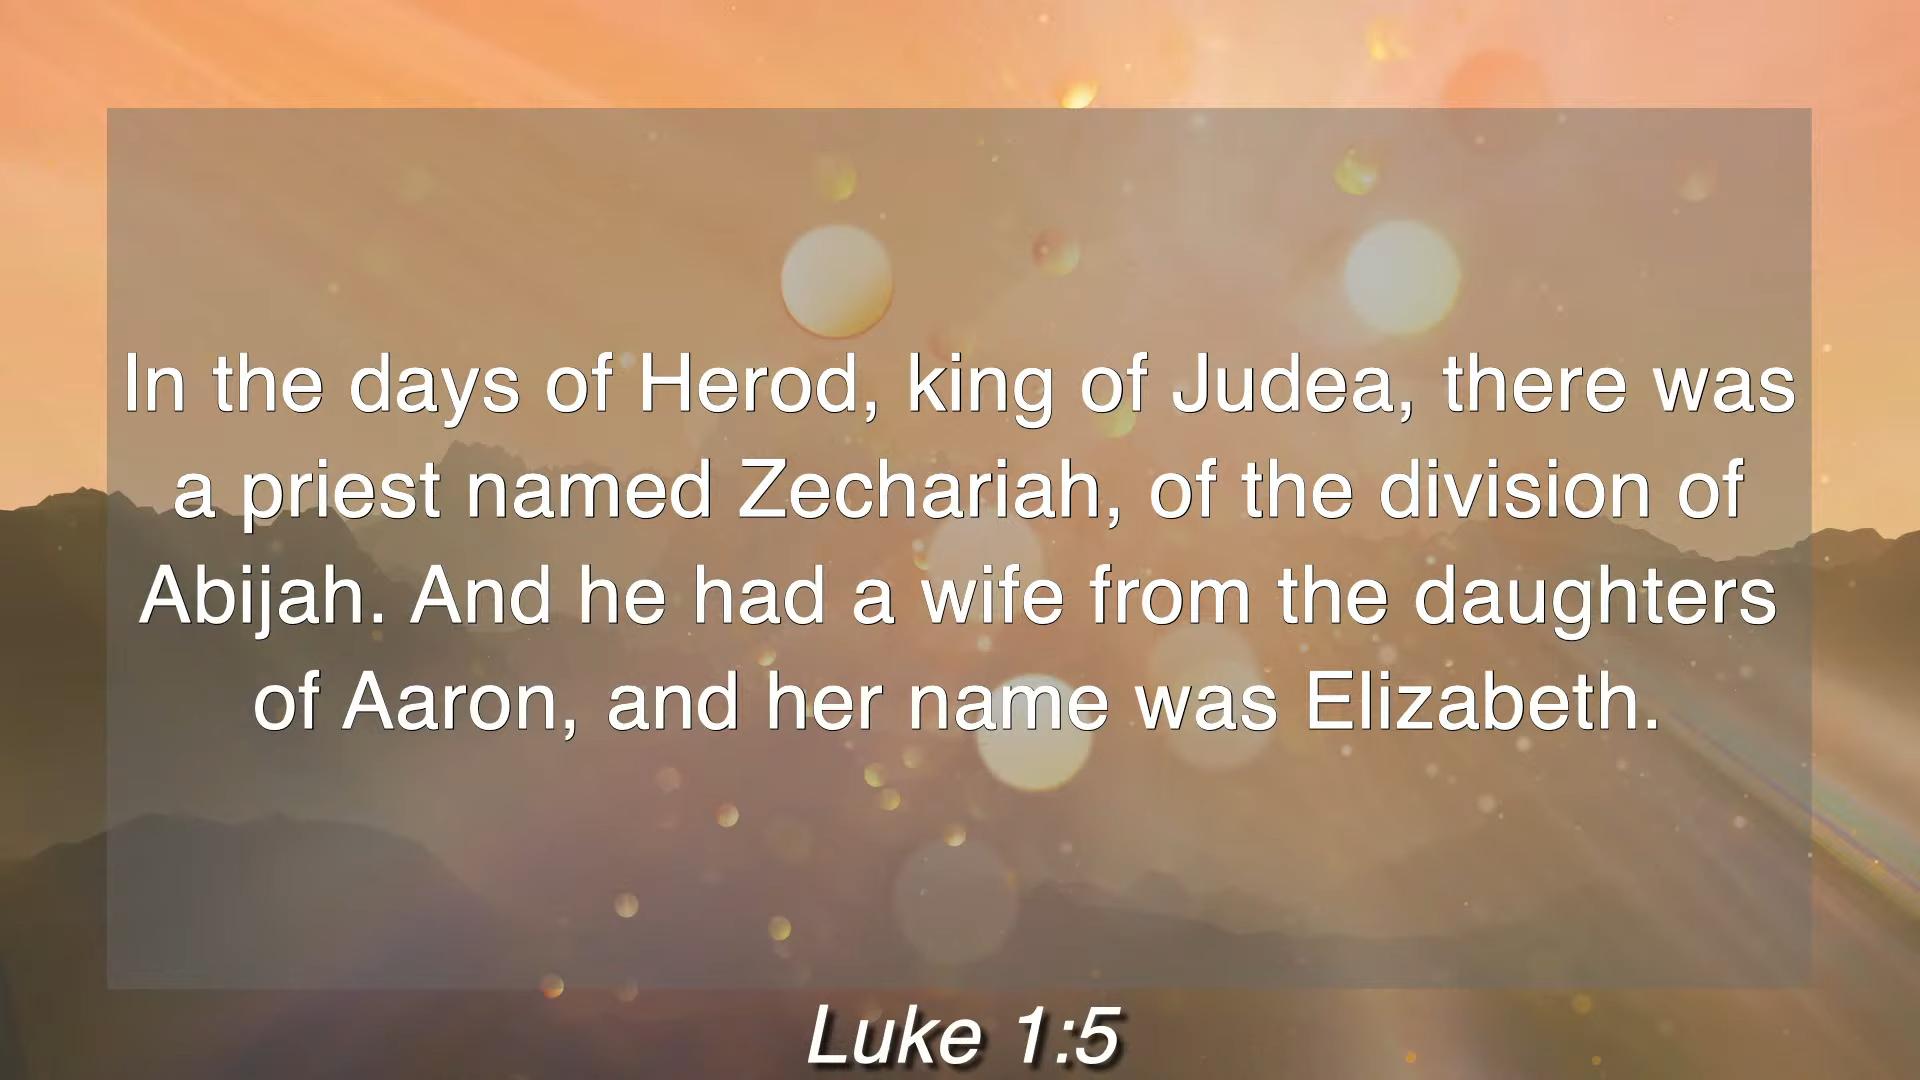 In the days of Herod, king of Judea, there was
a priest named Zechariah, of the division of
Abijah. And he had a wife from the daughters
of Aaron, and her name was Elizabeth.
Luke 1:5